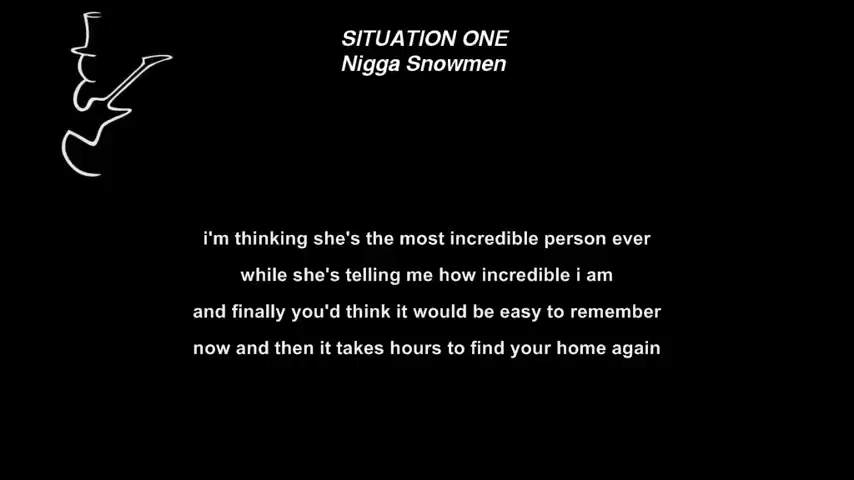 SITUATION ONE
Nigga Snowmen
i'm thinking she's the most incredible person ever
while she's telling me how incredible i am
and finally you'd think it would be easy to remember
now and then it takes hours to find your home again